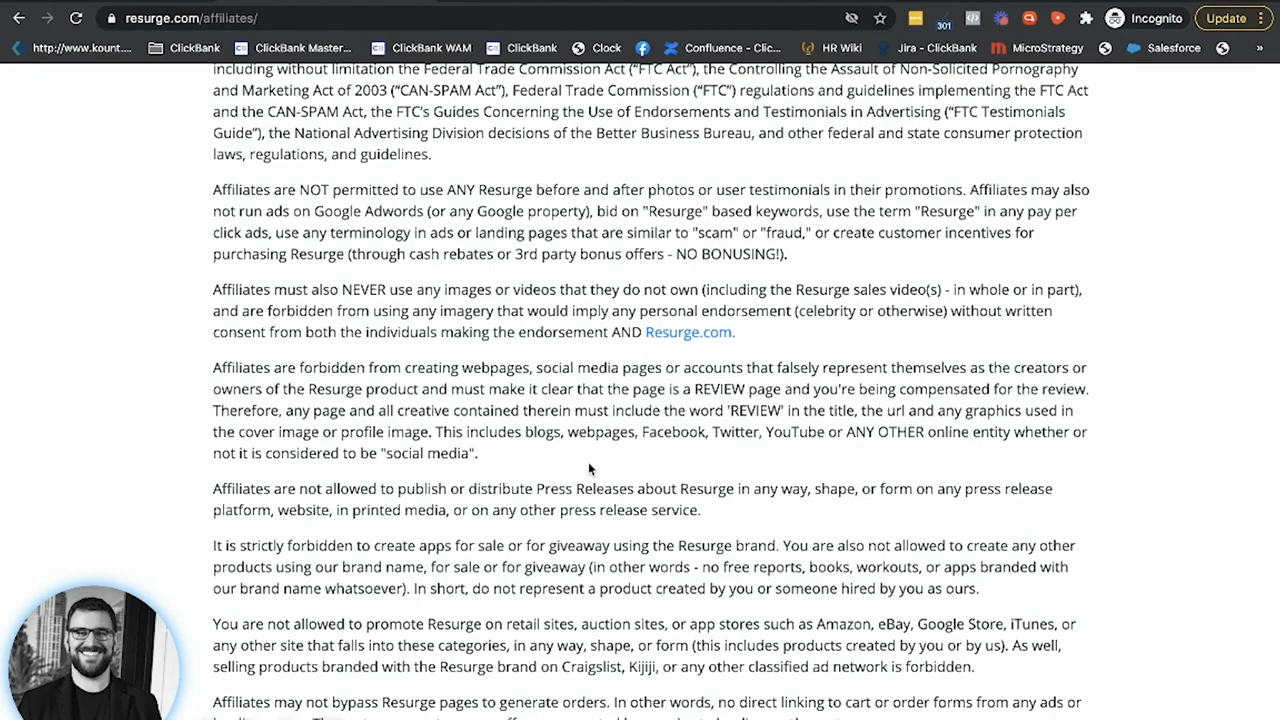 resurge.com/affiliates/
301
Incognito
Update
http://www.kount....
ClickBank
ClickBank Master...
ClickBank WAM
ClickBank
Clock
Confluence - Clic...
HR Wiki
Jira - ClickBank
MicroStrategy
Salesforce
»
including without limitation the Federal Trade Commission Act (“FTC Act”), the Controlling the Assault of Non-Solicited Pornography
and Marketing Act of 2003 (“CAN-SPAM Act”), Federal Trade Commission (“FTC”) regulations and guidelines implementing the FTC Act
and the CAN-SPAM Act, the FTC’s Guides Concerning the Use of Endorsements and Testimonials in Advertising (“FTC Testimonials
Guide”), the National Advertising Division decisions of the Better Business Bureau, and other federal and state consumer protection
laws, regulations, and guidelines.
Affiliates are NOT permitted to use ANY Resurge before and after photos or user testimonials in their promotions. Affiliates may also
not run ads on Google Adwords (or any Google property), bid on "Resurge" based keywords, use the term "Resurge" in any pay per
click ads, use any terminology in ads or landing pages that are similar to "scam" or "fraud," or create customer incentives for
purchasing Resurge (through cash rebates or 3rd party bonus offers - NO BONUSING!).
Affiliates must also NEVER use any images or videos that they do not own (including the Resurge sales video(s) - in whole or in part),
and are forbidden from using any imagery that would imply any personal endorsement (celebrity or otherwise) without written
consent from both the individuals making the endorsement AND Resurge.com.
Affiliates are forbidden from creating webpages, social media pages or accounts that falsely represent themselves as the creators or
owners of the Resurge product and must make it clear that the page is a REVIEW page and you're being compensated for the review.
Therefore, any page and all creative contained therein must include the word 'REVIEW' in the title, the url and any graphics used in
the cover image or profile image. This includes blogs, webpages, Facebook, Twitter, YouTube or ANY OTHER online entity whether or
not it is considered to be "social media".
Affiliates are not allowed to publish or distribute Press Releases about Resurge in any way, shape, or form on any press release
platform, website, in printed media, or on any other press release service.
It is strictly forbidden to create apps for sale or for giveaway using the Resurge brand. You are also not allowed to create any other
products using our brand name, for sale or for giveaway (in other words - no free reports, books, workouts, or apps branded with
our brand name whatsoever). In short, do not represent a product created by you or someone hired by you as ours.
You are not allowed to promote Resurge on retail sites, auction sites, or app stores such as Amazon, eBay, Google Store, iTunes, or
any other site that falls into these categories, in any way, shape, or form (this includes products created by you or by us). As well,
selling products branded with the Resurge brand on Craigslist, Kijiji, or any other classified ad network is forbidden.
Affiliates may not bypass Resurge pages to generate orders. In other words, no direct linking to cart or order forms from any ads or